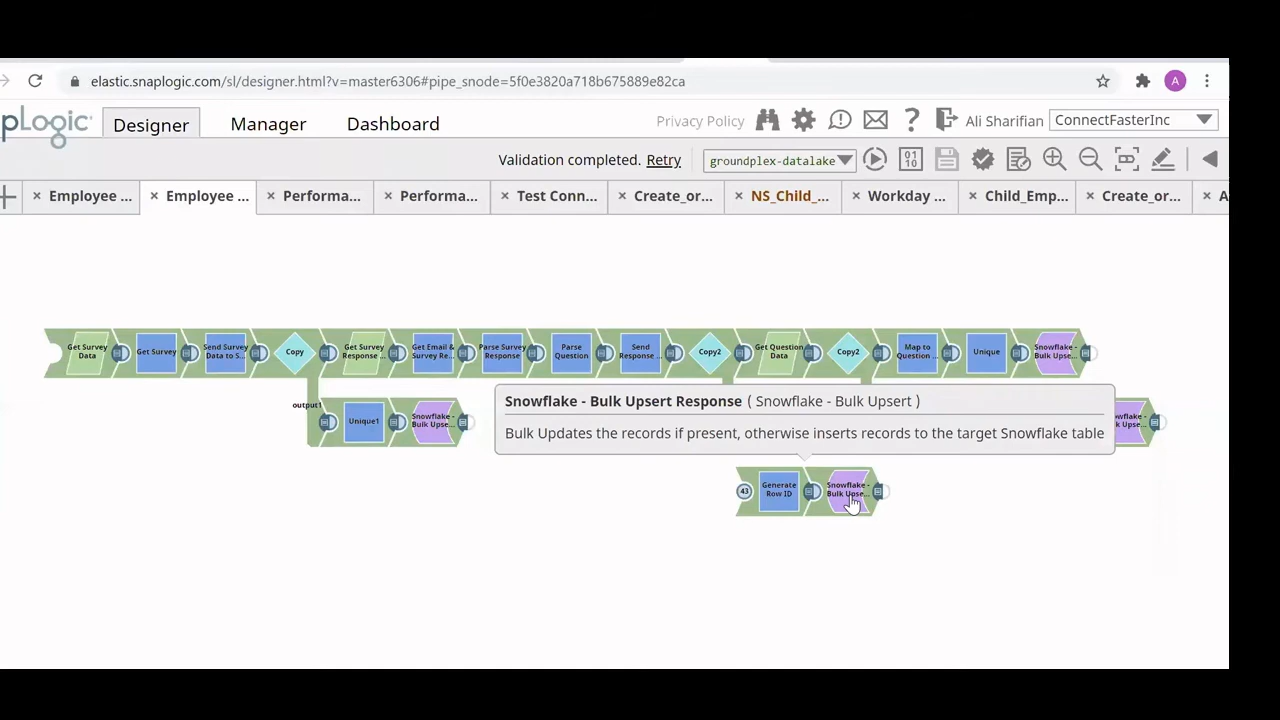 elastic.snaplogic.com/sl/designer.html?v=master6306#pipe_snode=5f0e3820a718b675889e82ca
A
pLogic
Designer
Manager
Dashboard
Privacy Policy
?
Ali Sharifian
ConnectFasterInc
Validation completed. Retry
groundplex-datalake
Employee ...
Employee ...
Performa...
Performa...
Test Conn...
Create_or...
NS_Child_...
Workday ...
Child_Emp...
Create_or...
A
Get Survey
Data
Get Survey
Send Survey
Data to S...
Copy
Get Survey
Response ...
Get Email &
Survey Re...
Parse Survey
Response
Parse
Question
Send
Response ...
Copy2
Get Question
Data
Copy2
Map to
Question ...
Unique
Snowflake -
Bulk Upse...
output1
Unique1
Snowflake -
Bulk Upse...
Snowflake - Bulk Upsert Response ( Snowflake - Bulk Upsert )
Bulk Updates the records if present, otherwise inserts records to the target Snowflake table
wflake -
k Upse...
43
Generate
Row ID
Snowflake -
Bulk Upse...